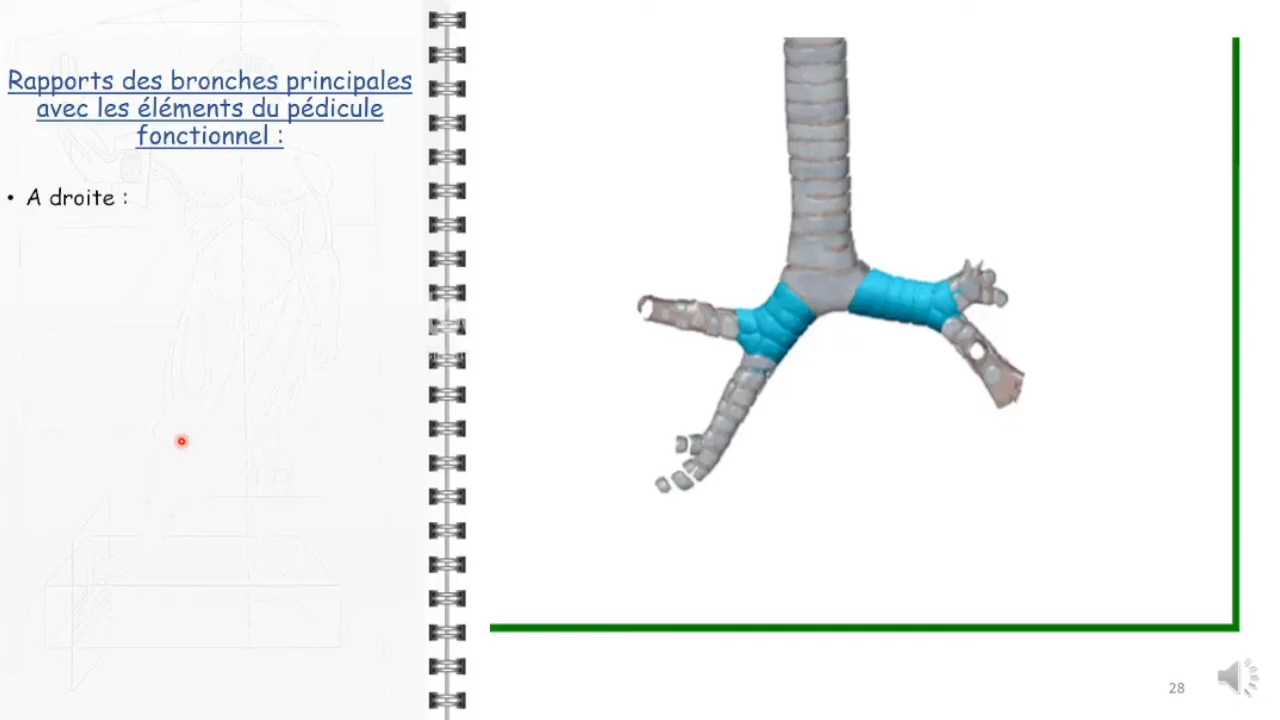 Rapports des bronches principales
avec les éléments du pédicule
fonctionnel :
• A droite :
28